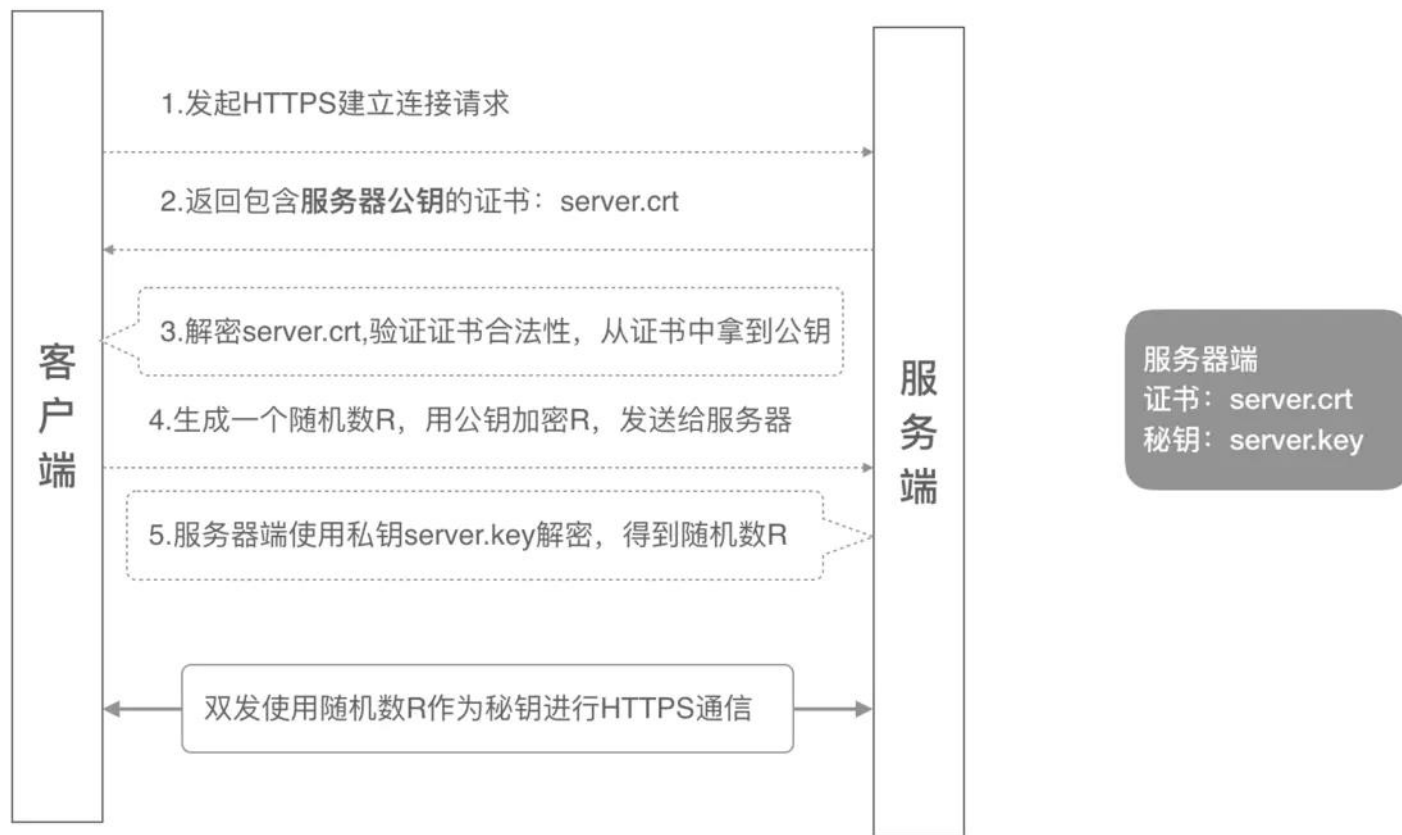 1.发起HTTPS建立连接请求
2.返回包含服务器公钥的证书：server.crt
3.解密server.crt,验证证书合法性，从证书中拿到公钥
4.生成一个随机数R，用公钥加密R，发送给服务器
5.服务器端使用私钥server.key解密，得到随机数R
双发使用随机数R作为秘钥进行HTTPS通信
客户端
服务端
服务器端
证书：server.crt
秘钥：server.key